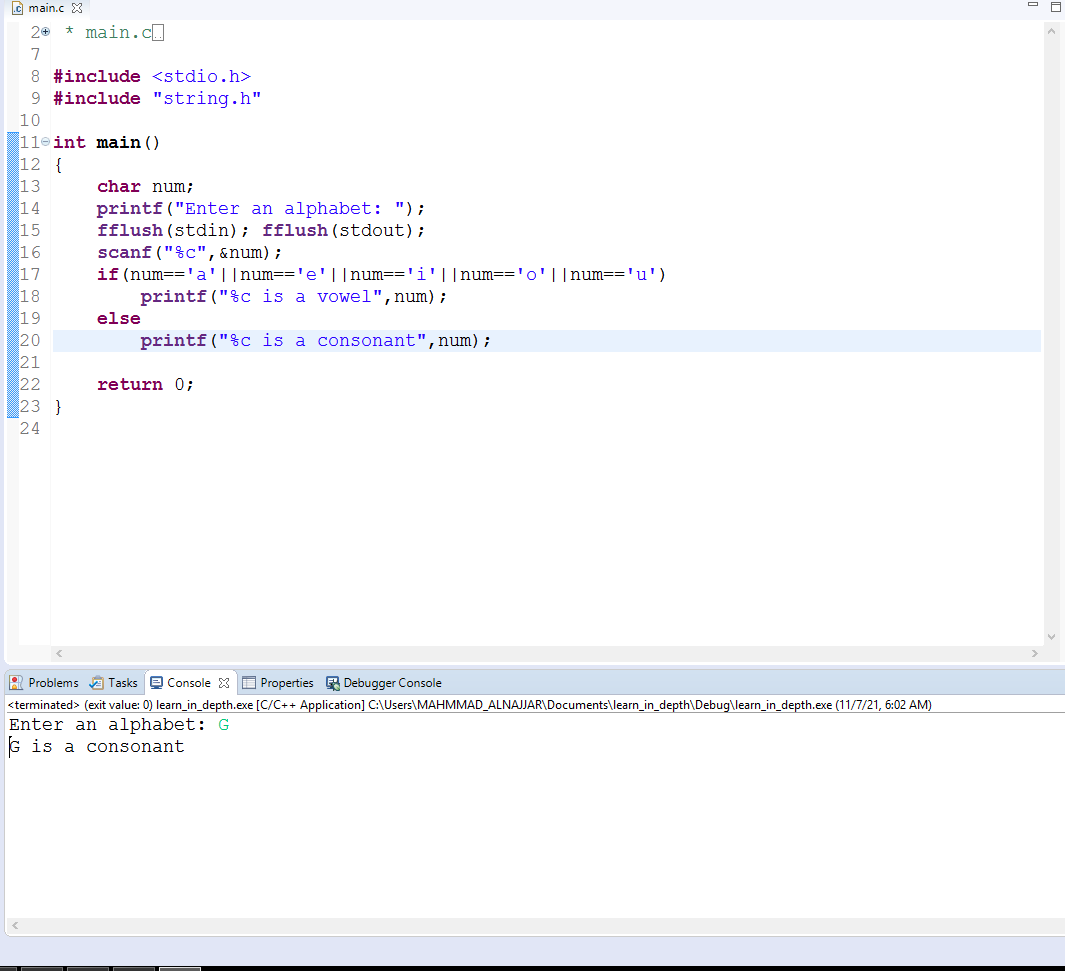 main.c
2 * main.c
7
8 #include <stdio.h>
9 #include "string.h"
10
11 int main()
12 {
13     char num;
14     printf("Enter an alphabet: ");
15     fflush(stdin); fflush(stdout);
16     scanf("%c",&num);
17     if(num=='a'||num=='e'||num=='i'||num=='o'||num=='u')
18         printf("%c is a vowel",num);
19     else
20         printf("%c is a consonant",num);
21
22     return 0;
23 }
24
Problems Tasks Console Properties Debugger Console
<terminated> (exit value: 0) learn_in_depth.exe [C/C++ Application] C:\Users\MAHMMAD_ALNAJJAR\Documents\learn_in_depth\Debug\learn_in_depth.exe (11/7/21, 6:02 AM)
Enter an alphabet: G
G is a consonant